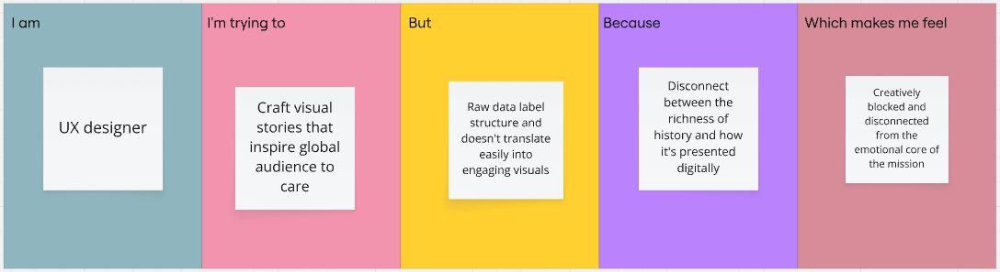 I am
I'm trying to
But
Because
Which makes me feel
UX designer
Craft visual
stories that
inspire global
audience to
care
Raw data label
structure and
doesn't translate
easily into
engaging visuals
Disconnect
between the
richness of
history and how
it's presented
digitally
Creatively
blocked and
disconnected
from the
emotional core of
the mission